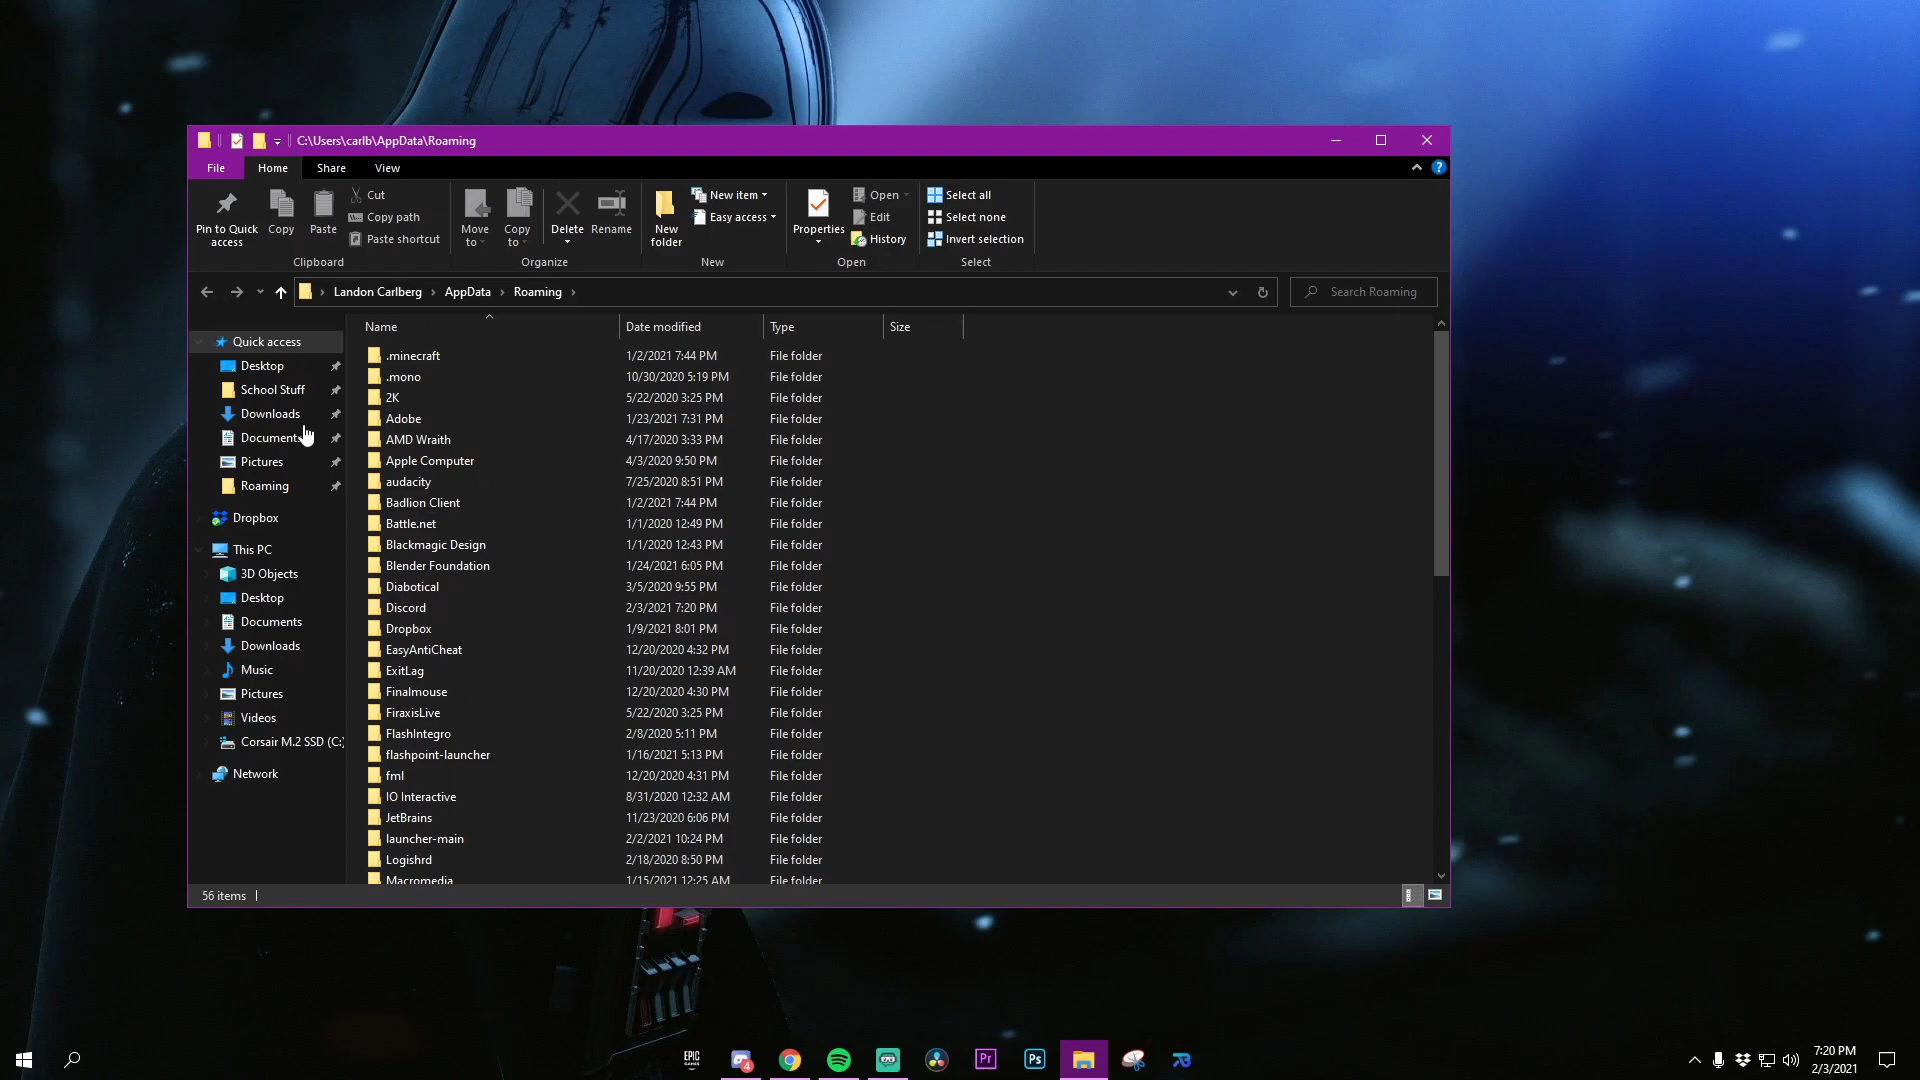 C:\Users\carlb\AppData\Roaming
File Home Share View
Pin to Quick access
Copy
Paste
Cut
Copy path
Paste shortcut
Clipboard
Move to
Copy to
Delete
Rename
Organize
New folder
New item
Easy access
New
Properties
Open
Edit
History
Open
Select all
Select none
Invert selection
Select
Landon Carlberg › AppData › Roaming ›
Search Roaming
Quick access
Desktop
School Stuff
Downloads
Documents
Pictures
Roaming
Dropbox
This PC
3D Objects
Desktop
Documents
Downloads
Music
Pictures
Videos
Corsair M.2 SSD (C:)
Network
Name Date modified Type Size
.minecraft 1/2/2021 7:44 PM File folder
.mono 10/30/2020 5:19 PM File folder
2K 5/22/2020 3:25 PM File folder
Adobe 1/23/2021 7:31 PM File folder
AMD Wraith 4/17/2020 3:33 PM File folder
Apple Computer 4/3/2020 9:50 PM File folder
audacity 7/25/2020 8:51 PM File folder
Badlion Client 1/2/2021 7:44 PM File folder
Battle.net 1/1/2020 12:49 PM File folder
Blackmagic Design 1/1/2020 12:43 PM File folder
Blender Foundation 1/24/2021 6:05 PM File folder
Diabotical 3/5/2020 9:55 PM File folder
Discord 2/3/2021 7:20 PM File folder
Dropbox 1/9/2021 8:01 PM File folder
EasyAntiCheat 12/20/2020 4:32 PM File folder
ExitLag 11/20/2020 12:39 AM File folder
Finalmouse 12/20/2020 4:30 PM File folder
FiraxisLive 5/22/2020 3:25 PM File folder
FlashIntegro 2/8/2020 5:11 PM File folder
flashpoint-launcher 1/16/2021 5:13 PM File folder
fml 12/20/2020 4:31 PM File folder
IO Interactive 8/31/2020 12:32 AM File folder
JetBrains 11/23/2020 6:06 PM File folder
launcher-main 2/2/2021 10:24 PM File folder
Logishrd 2/18/2020 8:50 PM File folder
Macromedia 1/15/2021 12:25 AM File folder
56 items
EPIC GAMES
4
Pr
Ps
7:20 PM
2/3/2021